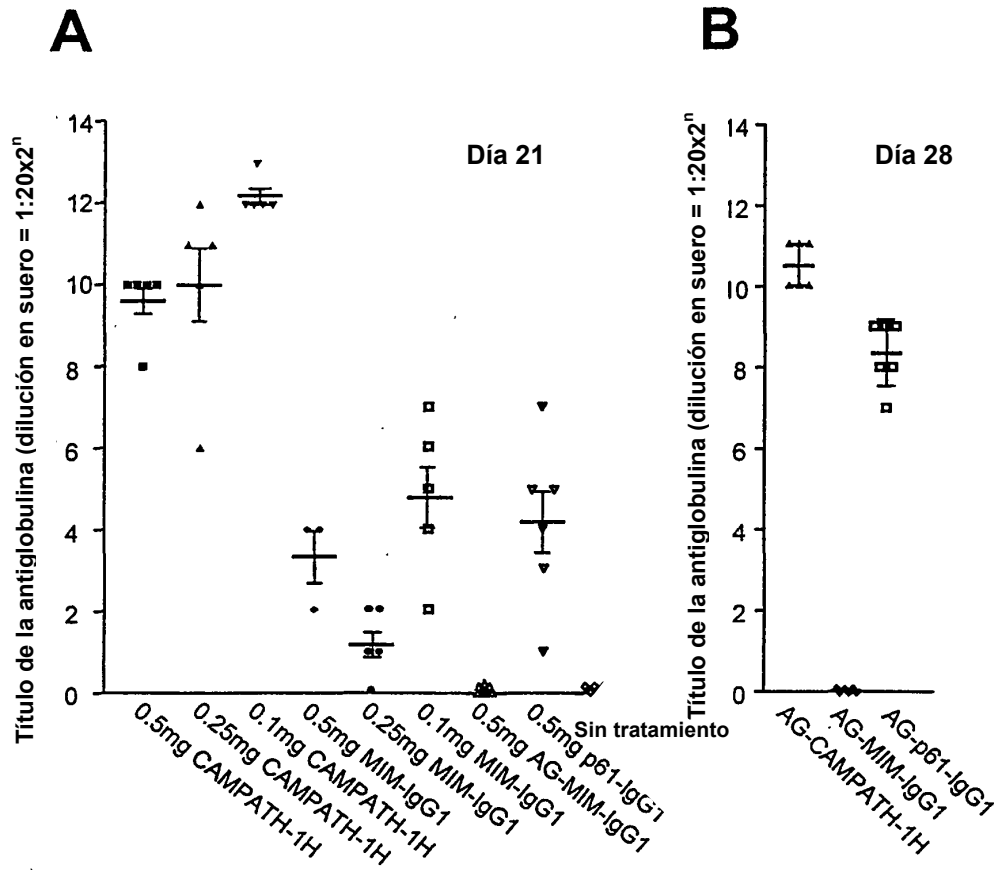 A
B
Título de la antiglobulina (dilución en suero = 1:20x2ⁿ
14
12
10
8
6
4
2
0
Día 21
0.5mg CAMPATH-1H
0.25mg CAMPATH-1H
0.1mg CAMPATH-1H
0.5mg MIM-IgG1
0.25mg MIM-IgG1
0.1mg MIM-IgG1
0.5mg AG-MIM-IgG1
0.5mg p61-IgG1
Sin tratamiento
Título de la antiglobulina (dilución en suero = 1:20x2ⁿ
14
12
10
8
6
4
2
0
Día 28
AG-CAMPATH-1H
AG-MIM-IgG1
AG-p61-IgG1